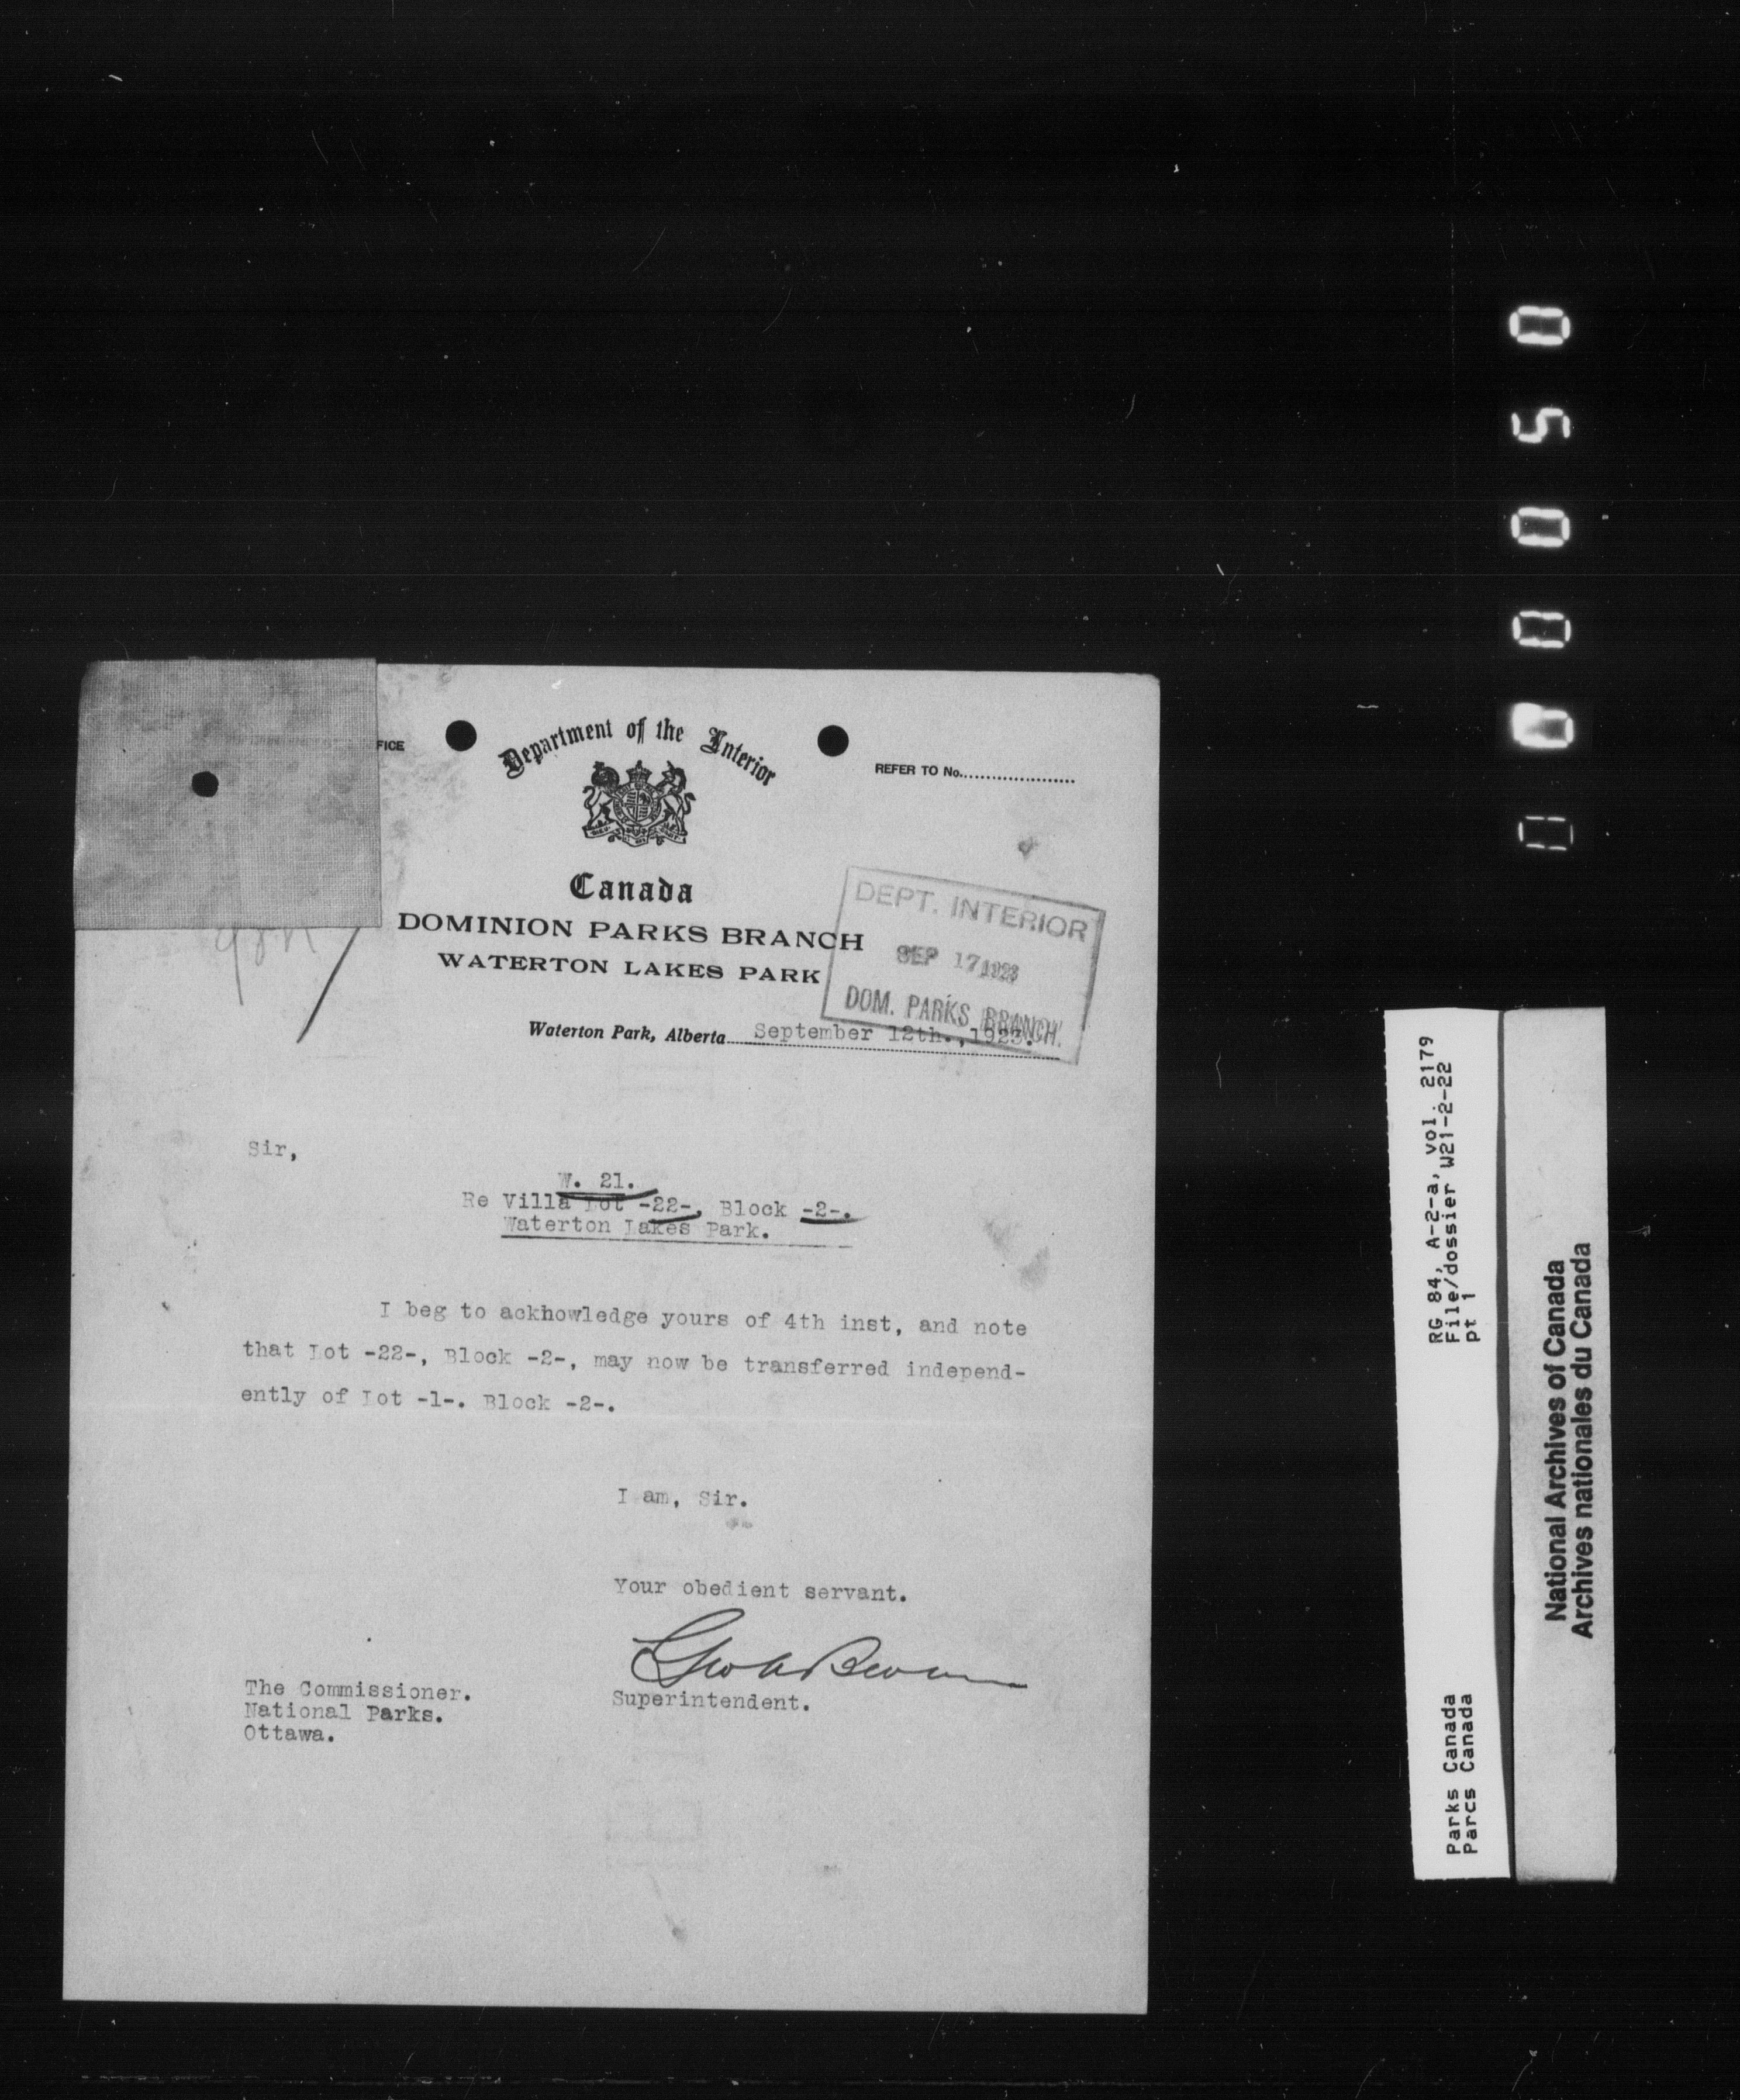 FICE
Department of the Interior
REFER TO No.
Canada
DOMINION PARKS BRANCH
WATERTON LAKES PARK
DEPT. INTERIOR
SEP 17 1923
DOM. PARKS BRANCH.
Waterton Park, Alberta September 12th.,1923.
Sir,
W. 21.
Re Villa Lot -22-, Block -2-.
Waterton Lakes Park.
I beg to acknowledge yours of 4th inst, and note
that Lot -22-, Block -2-, may now be transferred independ-
ently of Lot -1-. Block -2-.
I am, Sir.
Your obedient servant.
Superintendent.
The Commissioner.
National Parks.
Ottawa.
RG 84, A-2-a, vol. 2179
File/dossier W21-2-22
pt 1
Parks Canada
Parcs Canada
National Archives of Canada
Archives nationales du Canada